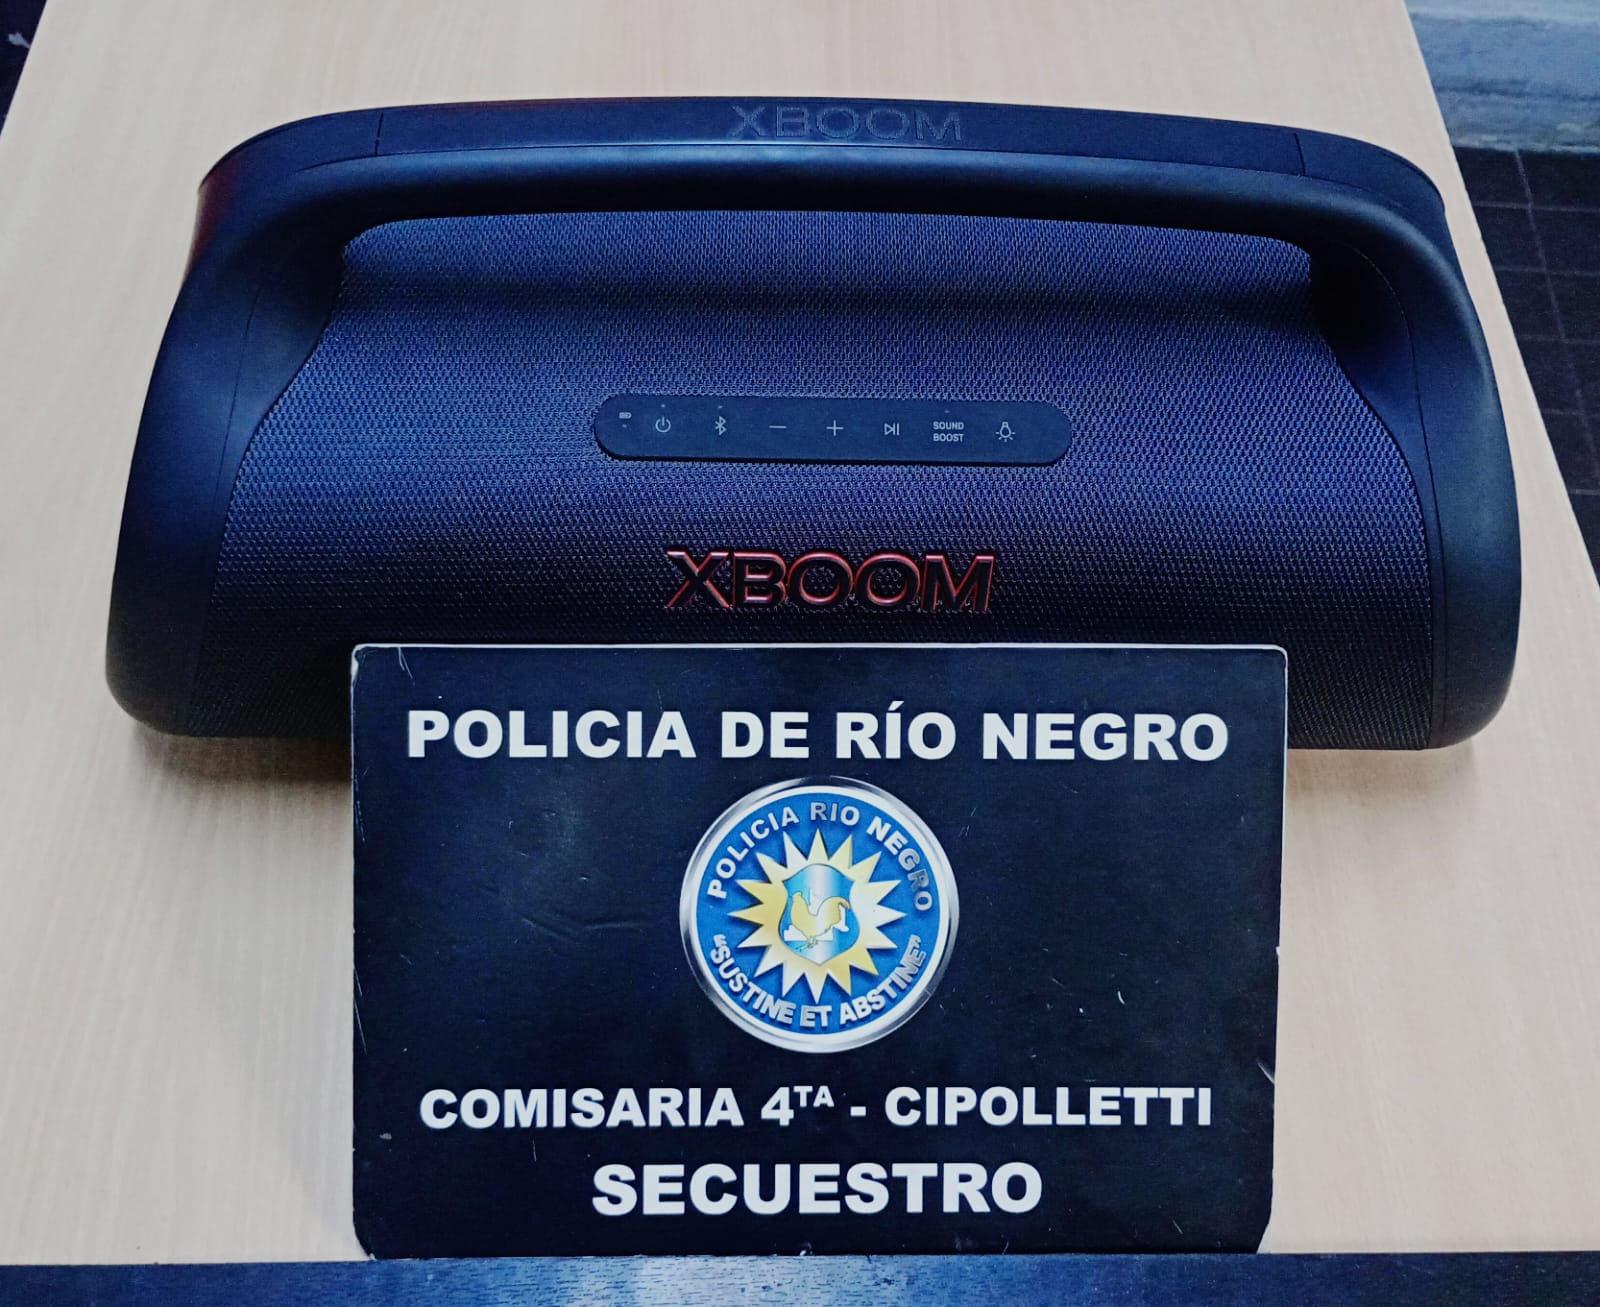 XBOOM
SOUND
BOOST
XBOOM
POLICIA DE RÍO NEGRO
POLICIA RIO NEGRO
"SUSTINE ET ABSTINE"
COMISARIA 4TA - CIPOLLETTI
SECUESTRO